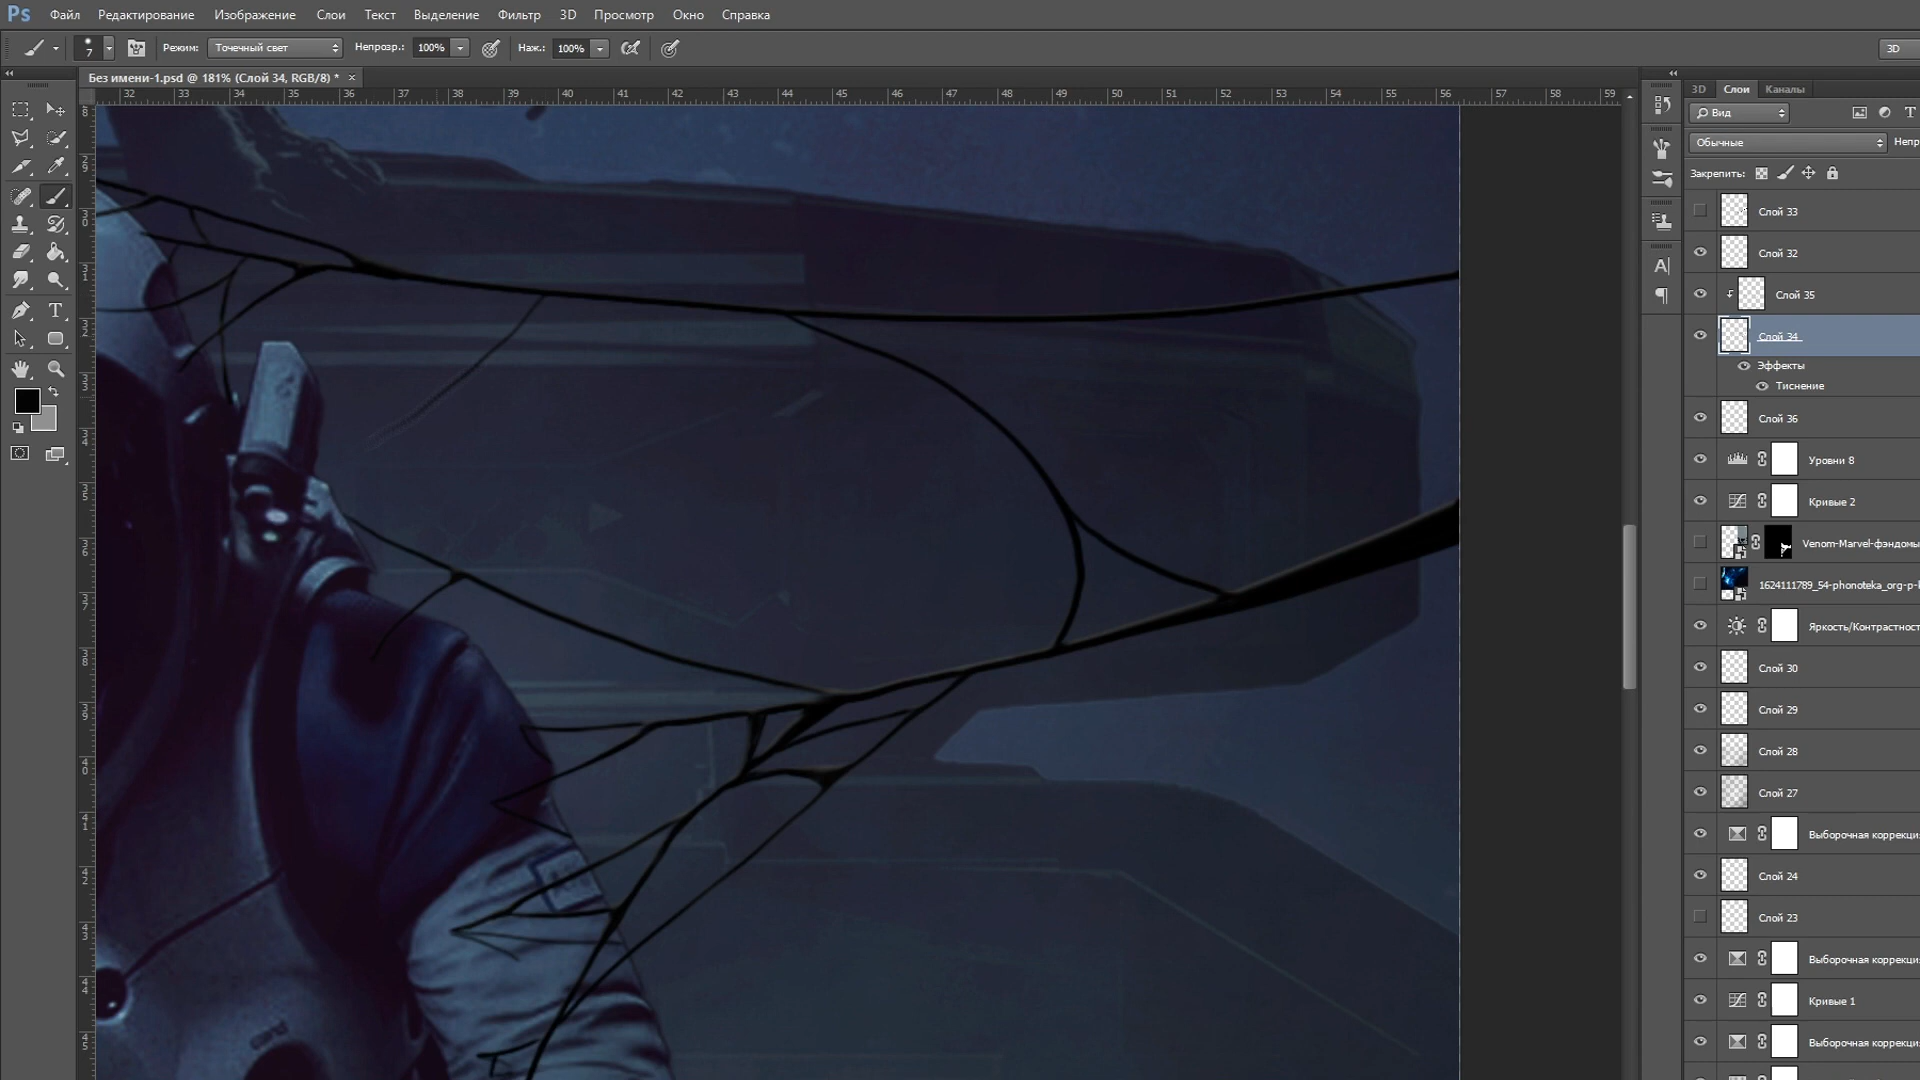 Ps Файл Редактирование Изображение Слои Текст Выделение Фильтр 3D Просмотр Окно Справка
7 Режим: Точечный свет Непрозр.: 100% Наж.: 100% 3D
Без имени-1.psd @ 181% (Слой 34, RGB/8) * ×
32 33 34 35 36 37 38 39 40 41 42 43 44 45 46 47 48 49 50 51 52 53 54 55 56 57 58 59
3D Слои Каналы
Вид
Обычные Непр
Закрепить:
Слой 33
Слой 32
Слой 35
Слой 34
Эффекты
Тиснение
Слой 36
Уровни 8
Кривые 2
Venom-Marvel-фэндомы
1624111789_54-phonoteka_org-p-k
Яркость/Контрастност
Слой 30
Слой 29
Слой 28
Слой 27
Выборочная коррекци
Слой 24
Слой 23
Выборочная коррекци
Кривые 1
Выборочная коррекци